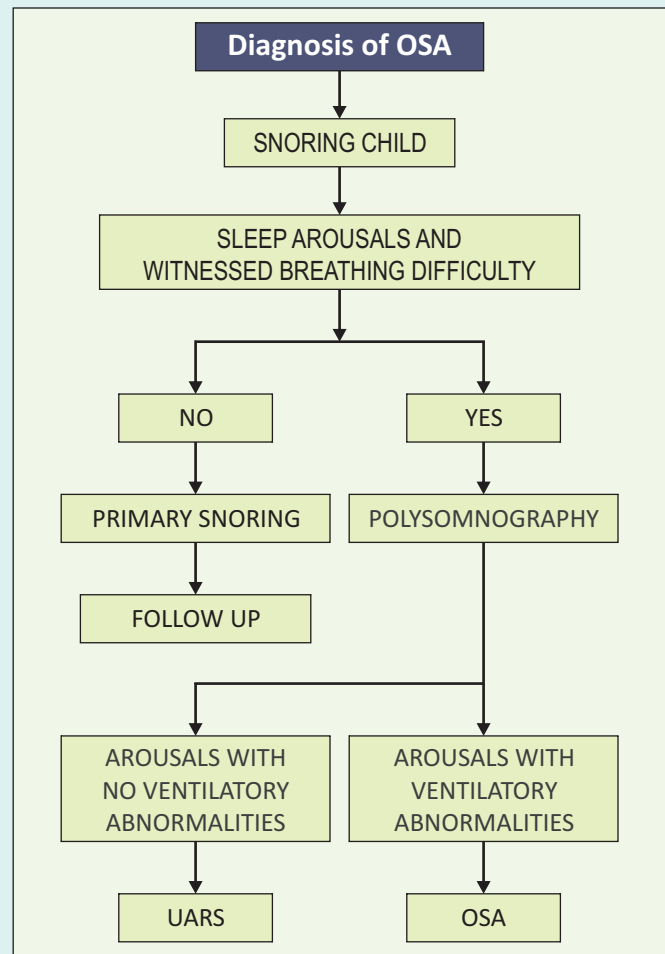 Diagnosis of OSA
SNORING CHILD
SLEEP AROUSALS AND
WITNESSED BREATHING DIFFICULTY
NO
YES
PRIMARY SNORING
POLYSOMNOGRAPHY
FOLLOW UP
AROUSALS WITH
NO VENTILATORY
ABNORMALITIES
AROUSALS WITH
VENTILATORY
ABNORMALITIES
UARS
OSA